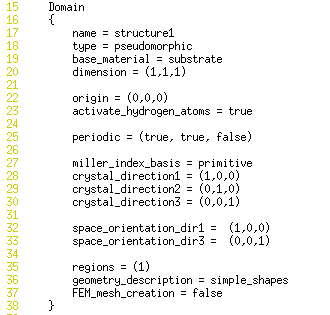 15 Domain
16 {
17 name = structure1
18 type = pseudomorphic
19 base_material = substrate
20 dimension = (1,1,1)
21
22 origin = (0,0,0)
23 activate_hydrogen_atoms = true
24
25 periodic = (true, true, false)
26
27 miller_index_basis = primitive
28 crystal_direction1 = (1,0,0)
29 crystal_direction2 = (0,1,0)
30 crystal_direction3 = (0,0,1)
31
32 space_orientation_dir1 = (1,0,0)
33 space_orientation_dir3 = (0,0,1)
34
35 regions = (1)
36 geometry_description = simple_shapes
37 FEM_mesh_creation = false
38 }